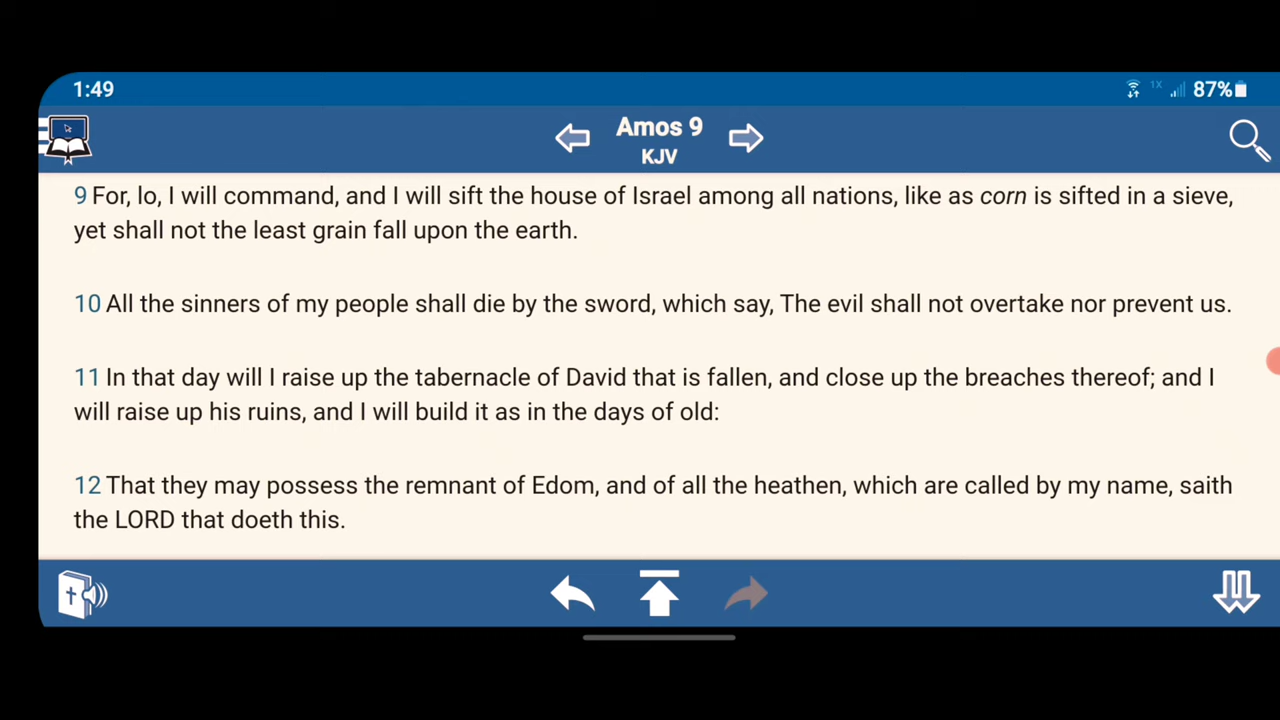 1:49
1X 87%
Amos 9
KJV
9 For, lo, I will command, and I will sift the house of Israel among all nations, like as corn is sifted in a sieve,
yet shall not the least grain fall upon the earth.
10 All the sinners of my people shall die by the sword, which say, The evil shall not overtake nor prevent us.
11 In that day will I raise up the tabernacle of David that is fallen, and close up the breaches thereof; and I
will raise up his ruins, and I will build it as in the days of old:
12 That they may possess the remnant of Edom, and of all the heathen, which are called by my name, saith
the LORD that doeth this.